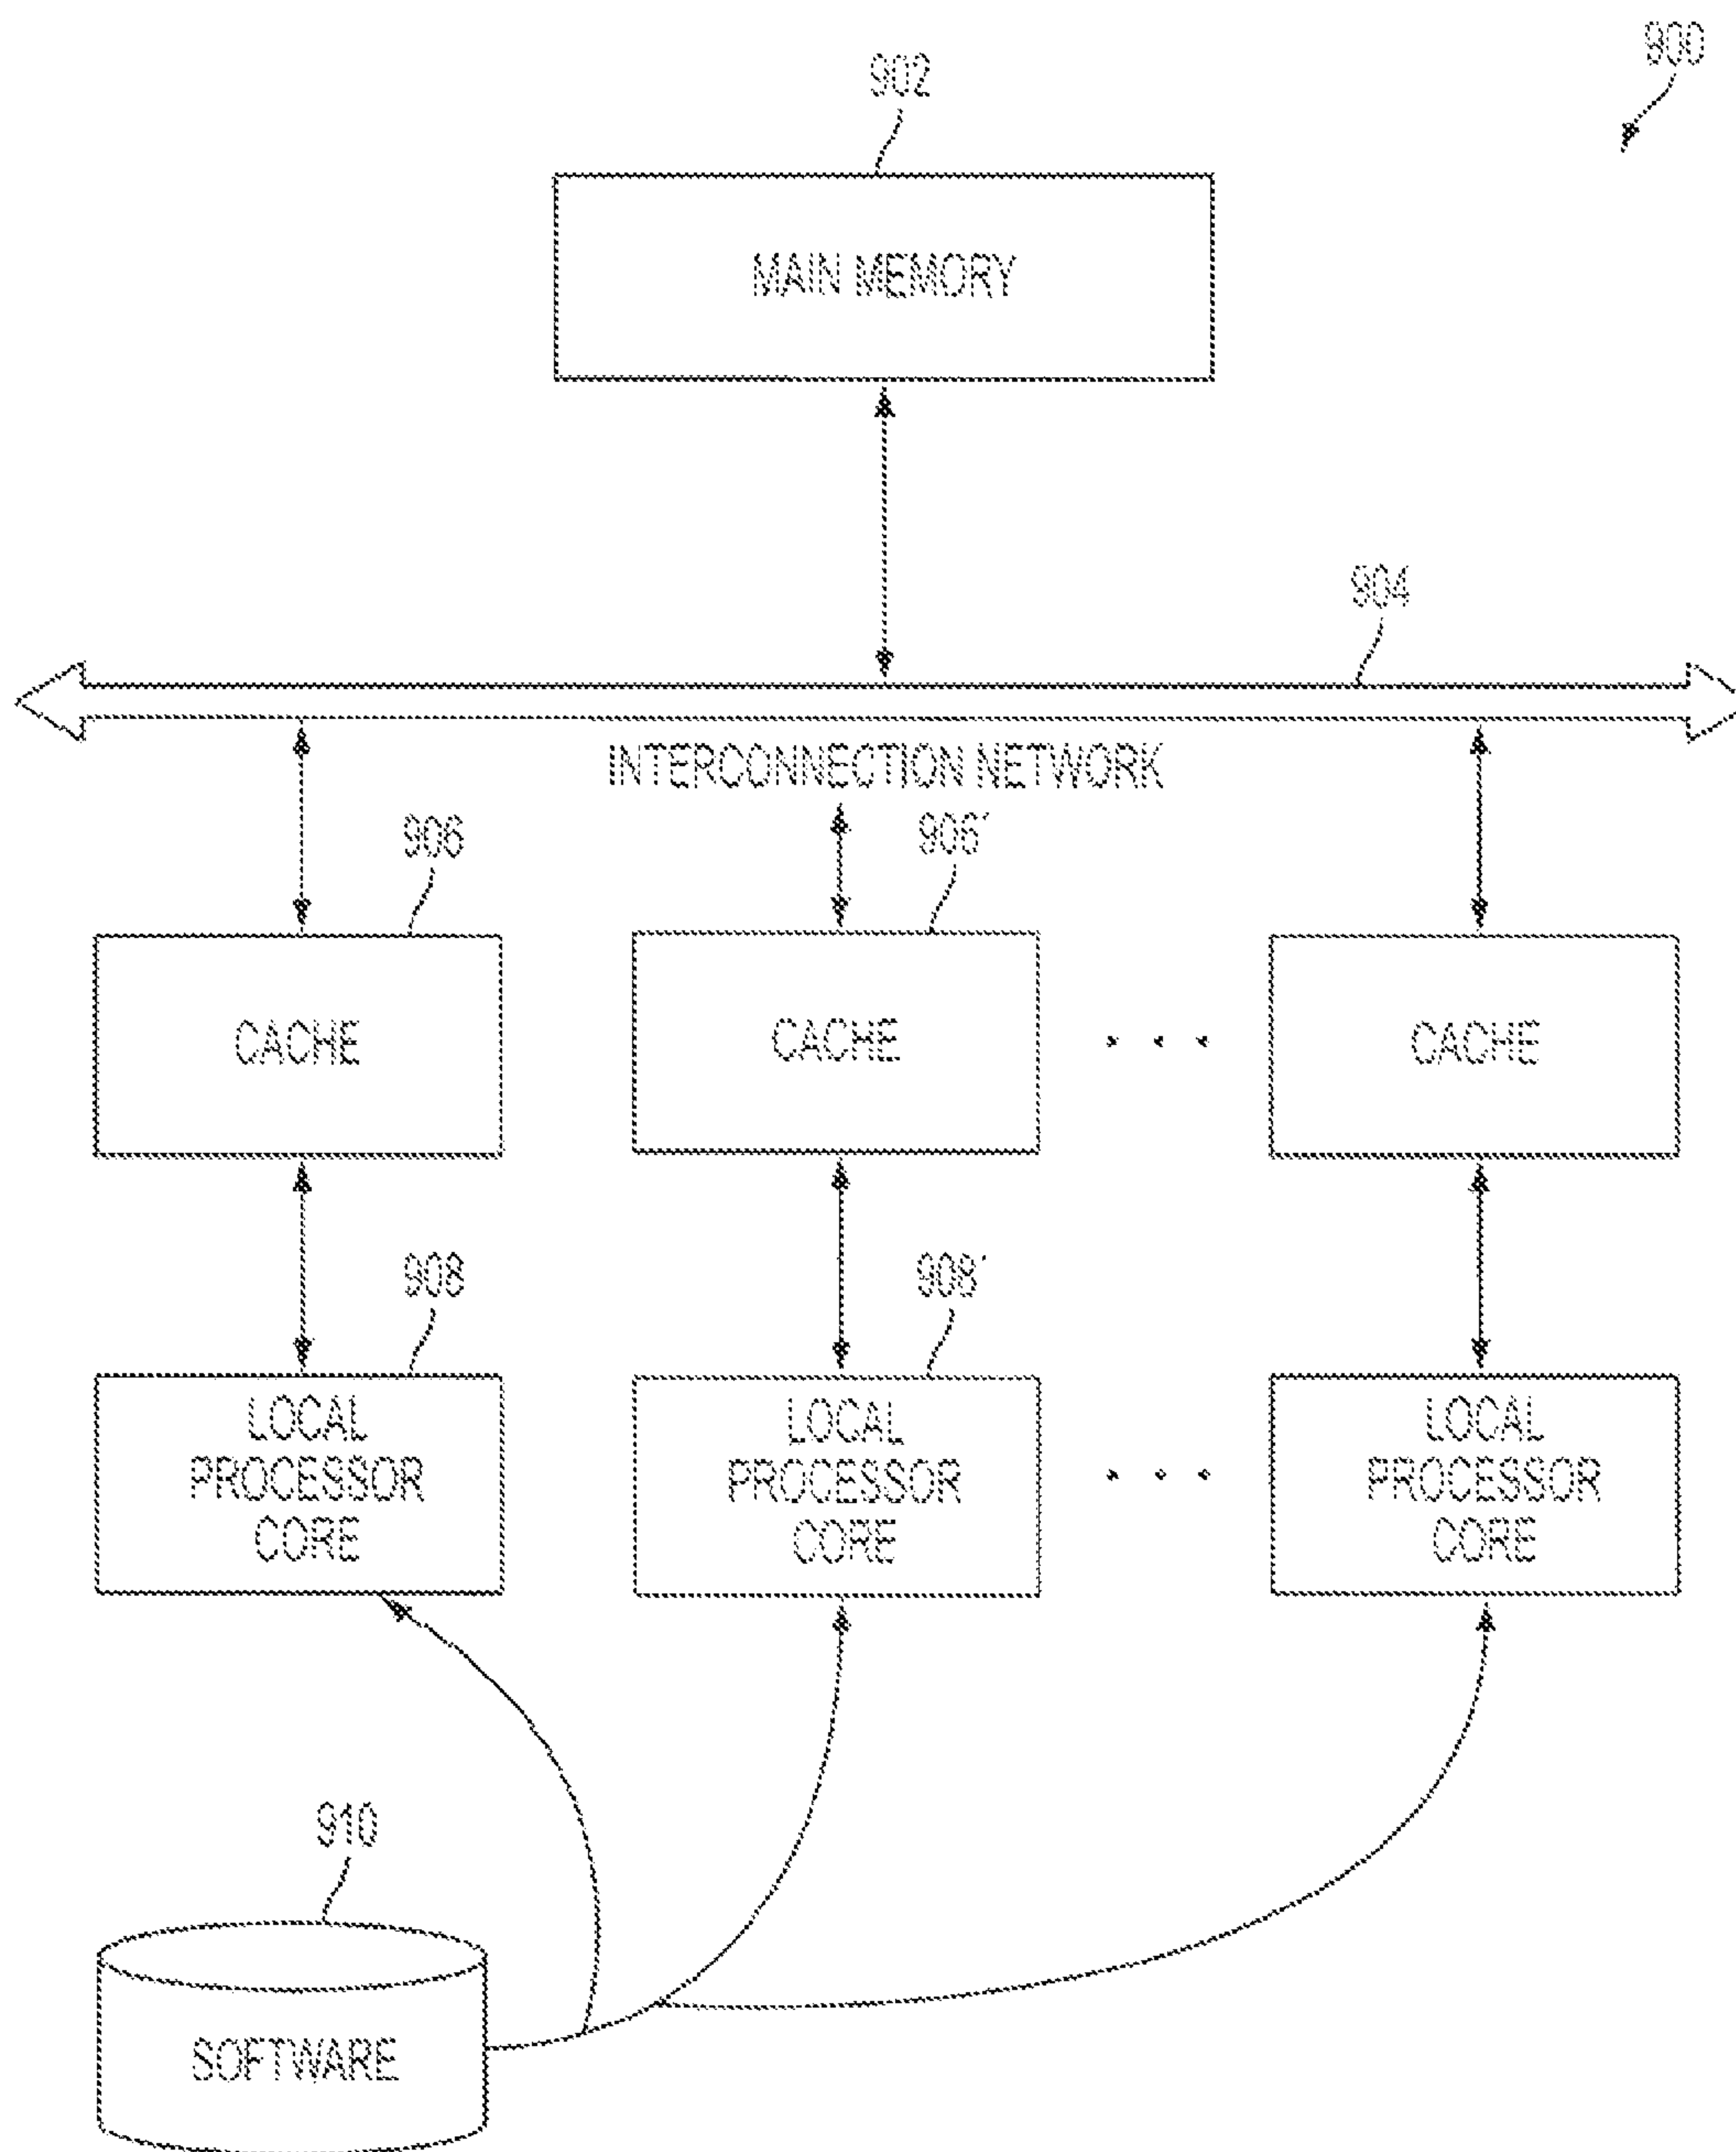 900
902
MAIN MEMORY
904
INTERCONNECTION NETWORK
906
906'
CACHE
CACHE
. . .
CACHE
908
908'
LOCAL
PROCESSOR
CORE
LOCAL
PROCESSOR
CORE
. . .
LOCAL
PROCESSOR
CORE
910
SOFTWARE